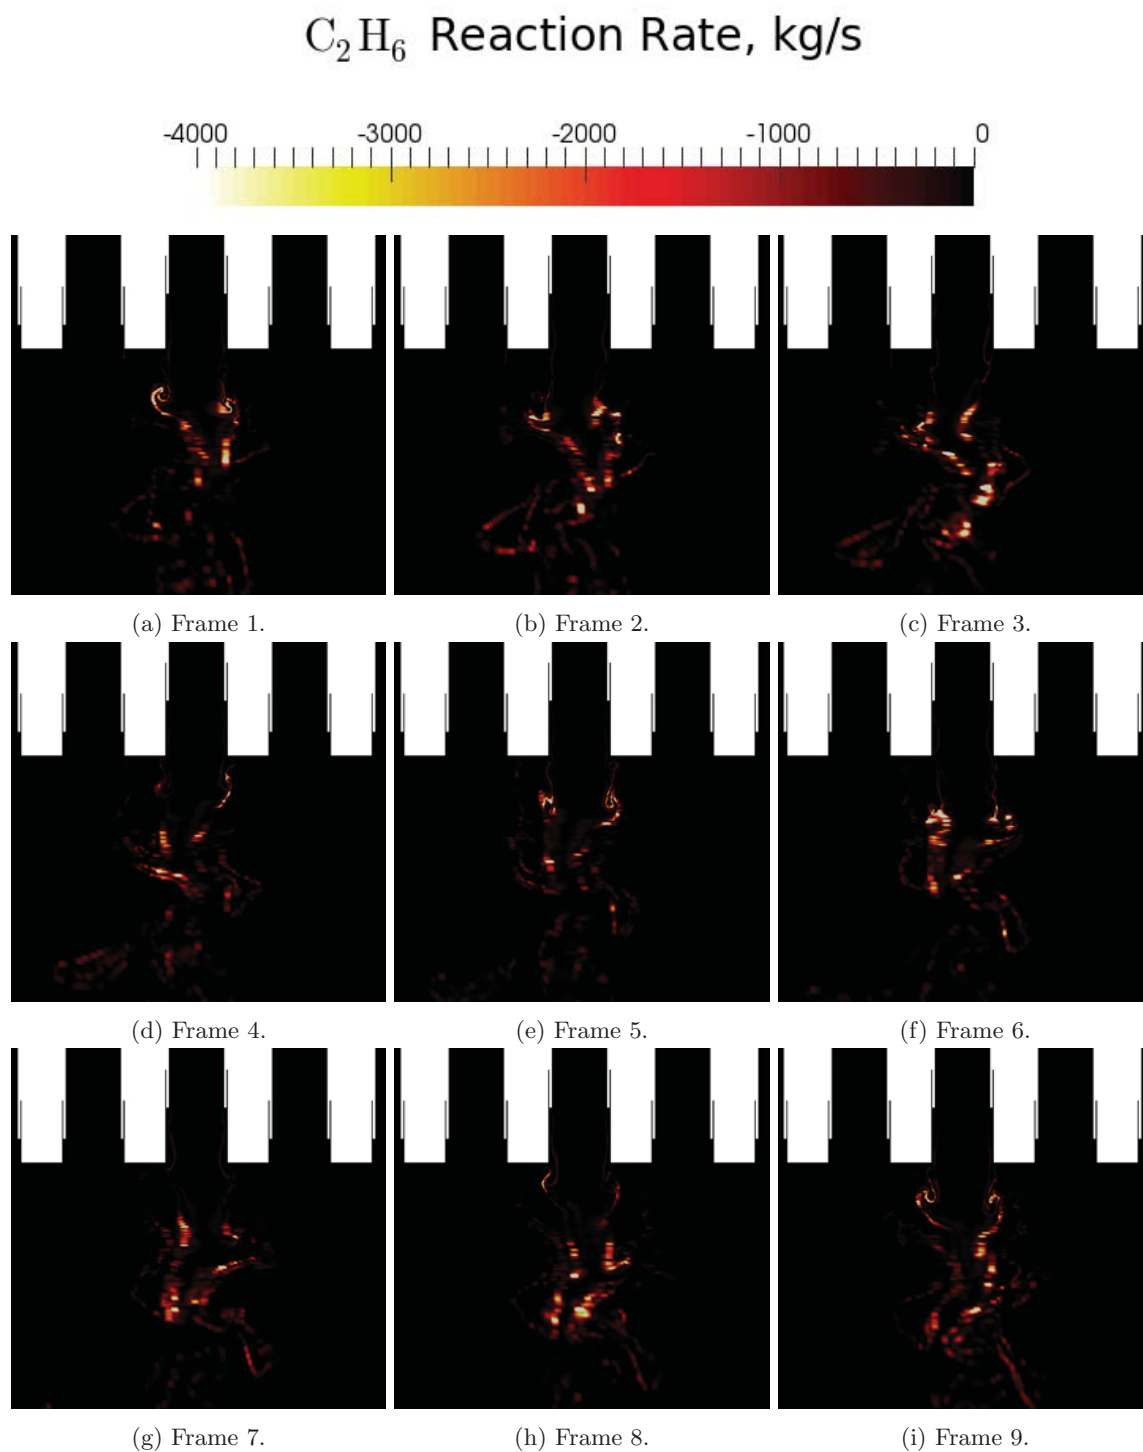 C₂H₆ Reaction Rate, kg/s
-4000 -3000 -2000 -1000 0
(a) Frame 1. (b) Frame 2. (c) Frame 3.
(d) Frame 4. (e) Frame 5. (f) Frame 6.
(g) Frame 7. (h) Frame 8. (i) Frame 9.